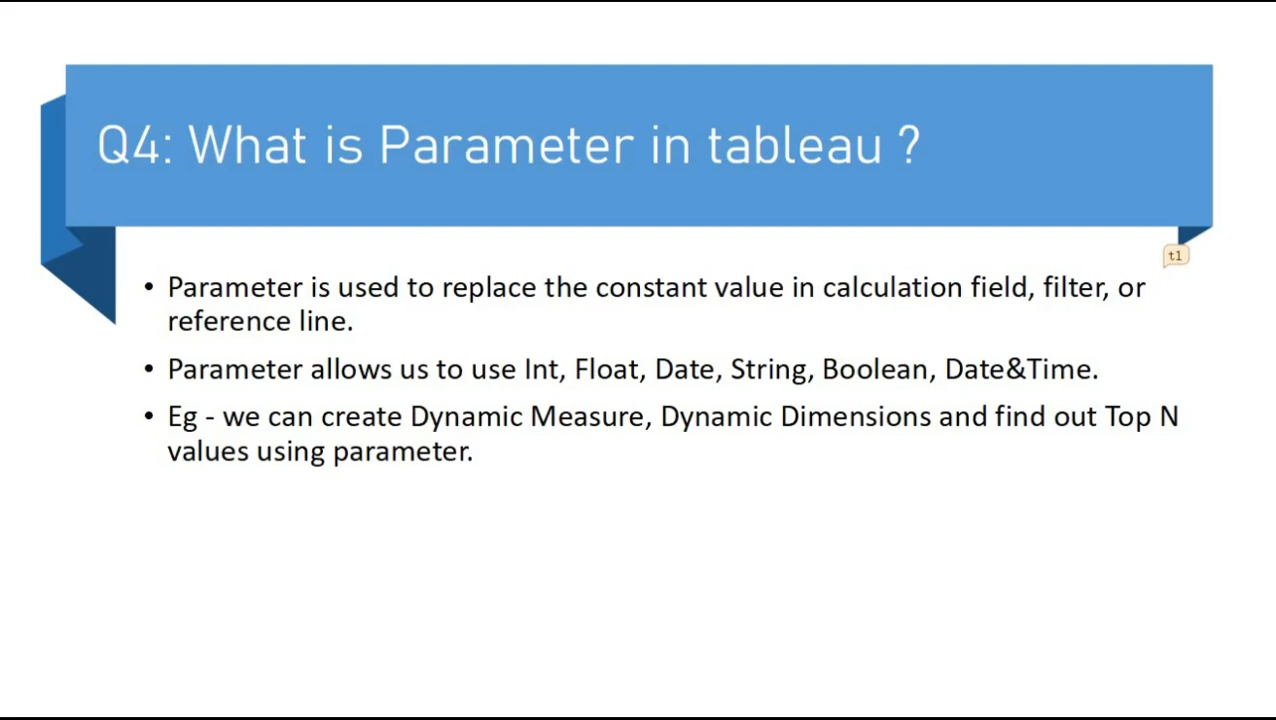 Q4: What is Parameter in tableau ?
t1
• Parameter is used to replace the constant value in calculation field, filter, or
reference line.
• Parameter allows us to use Int, Float, Date, String, Boolean, Date&Time.
• Eg - we can create Dynamic Measure, Dynamic Dimensions and find out Top N
values using parameter.